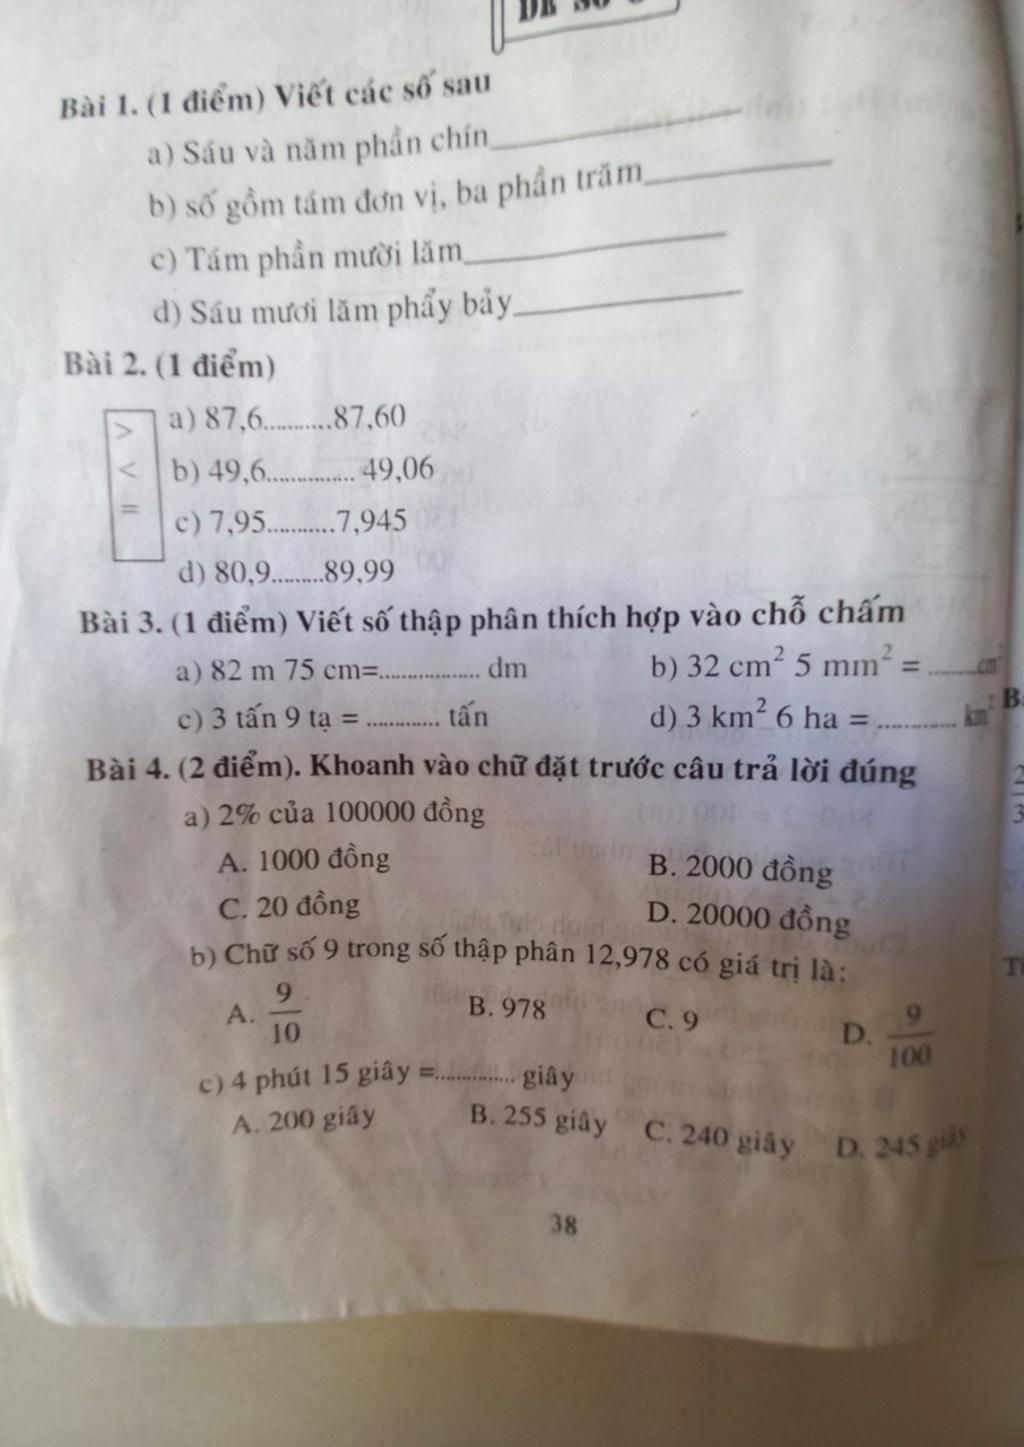 Bài 1. (1 điểm) Viết các số sau
a) Sáu và năm phần chín
b) số gồm tám đơn vị, ba phần trăm
c) Tám phần mười lăm
d) Sáu mươi lăm phẩy bảy
Bài 2. (1 điểm)
> a) 87,6..........87,60
< b) 49,6.............. 49,06
= c) 7,95..........7,945
d) 80,9........89,99
Bài 3. (1 điểm) Viết số thập phân thích hợp vào chỗ chấm
a) 82 m 75 cm=................. dm b) 32 cm² 5 mm² = ........cm²
c) 3 tấn 9 tạ = ............ tấn d) 3 km² 6 ha = ............ km²
Bài 4. (2 điểm). Khoanh vào chữ đặt trước câu trả lời đúng
a) 2% của 100000 đồng
A. 1000 đồng B. 2000 đồng
C. 20 đồng D. 20000 đồng
b) Chữ số 9 trong số thập phân 12,978 có giá trị là:
A. 9/10 B. 978 C. 9 D. 9/100
c) 4 phút 15 giây =............. giây
A. 200 giây B. 255 giây C. 240 giây D. 245 giây
38